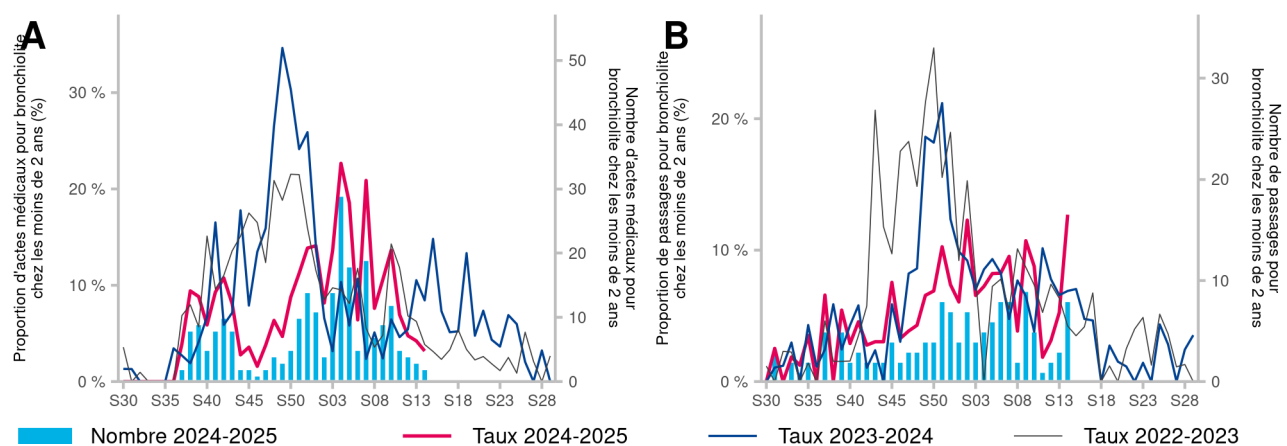 A
B
Proportion d'actes médicaux pour bronchiolite
chez les moins de 2 ans (%)
30 %
20 %
10 %
0 %
50
40
30
20
10
0
Nombre d'actes médicaux pour
bronchiolite chez les moins de 2 ans
S30 S35 S40 S45 S50 S03 S08 S13 S18 S23 S28
Proportion de passages pour bronchiolite
chez les moins de 2 ans (%)
20 %
10 %
0 %
30
20
10
0
Nombre de passages pour
bronchiolite chez les moins de 2 ans
S30 S35 S40 S45 S50 S03 S08 S13 S18 S23 S28
Nombre 2024-2025 Taux 2024-2025 Taux 2023-2024 Taux 2022-2023